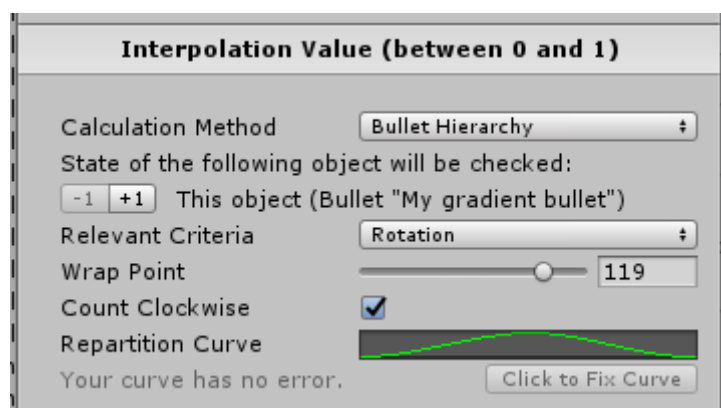 Interpolation Value (between 0 and 1)
Calculation Method Bullet Hierarchy
State of the following object will be checked:
-1 +1 This object (Bullet "My gradient bullet")
Relevant Criteria Rotation
Wrap Point 119
Count Clockwise
Repartition Curve
Your curve has no error. Click to Fix Curve